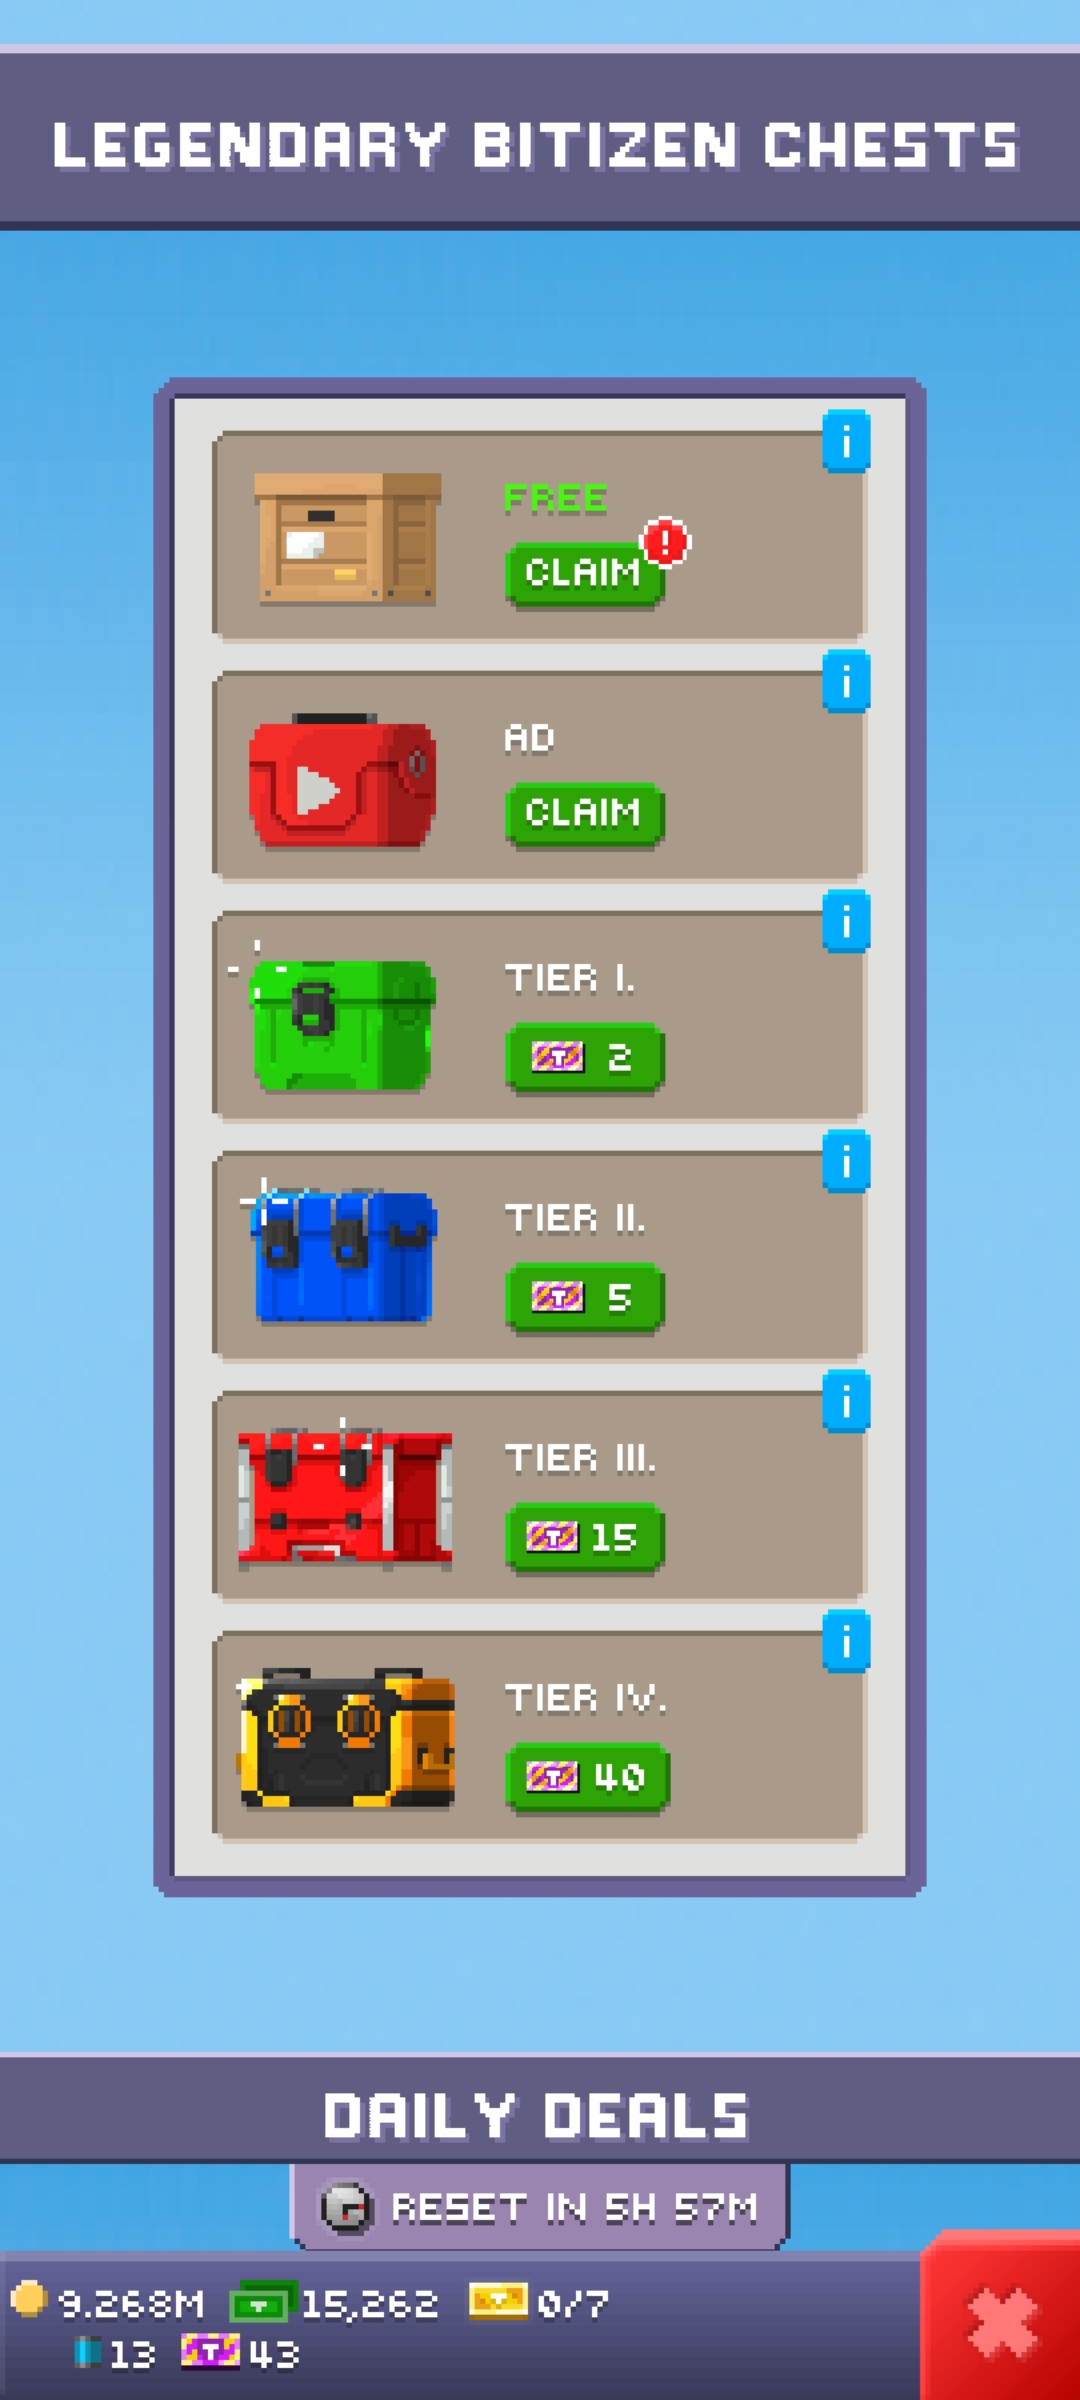 LEGENDARY BITIZEN CHESTS
i
FREE
!
CLAIM
i
AD
CLAIM
i
TIER I.
T 2
i
TIER II.
T 5
i
TIER III.
T 15
i
TIER IV.
T 40
DAILY DEALS
RESET IN 5H 57M
9.268M 15,262 0/7
13 T 43